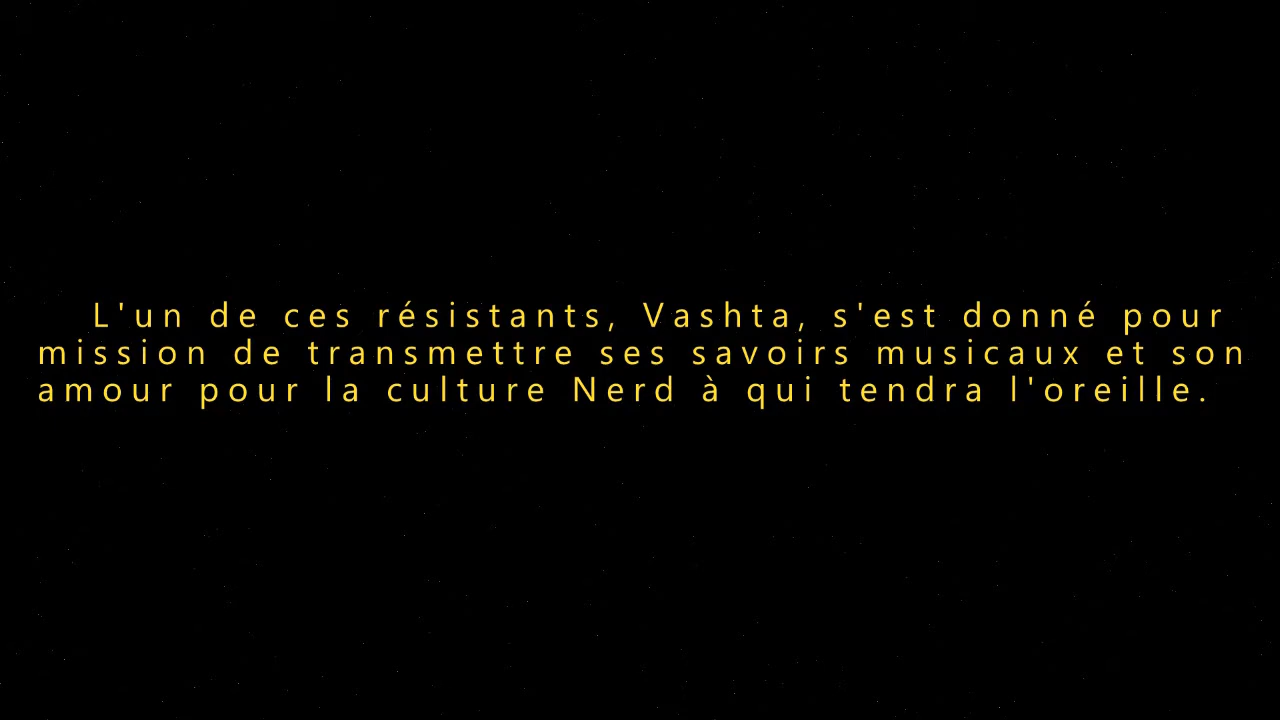 L'un de ces résistants, Vashta, s'est donné pour
mission de transmettre ses savoirs musicaux et son
amour pour la culture Nerd à qui tendra l'oreille.